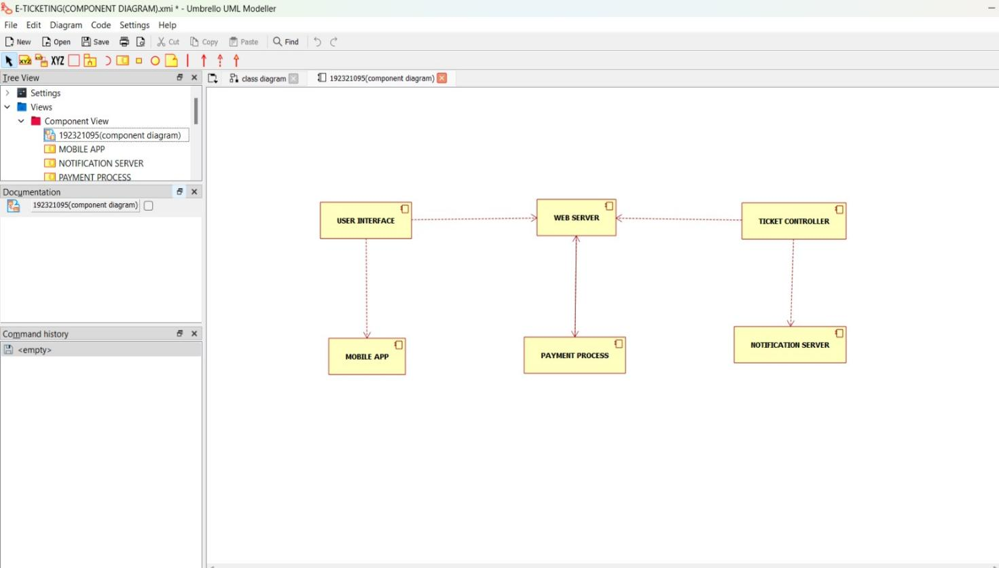 E-TICKETING(COMPONENT DIAGRAM).xmi * - Umbrello UML Modeller
File Edit Diagram Code Settings Help
New Open Save Cut Copy Paste Find
XYZ XYZ XYZ
Tree View
class diagram
192321095(component diagram)
Settings
Views
Component View
192321095(component diagram)
MOBILE APP
NOTIFICATION SERVER
PAYMENT PROCESS
Documentation
192321095(component diagram)
USER INTERFACE
WEB SERVER
TICKET CONTROLLER
Command history
<empty>
MOBILE APP
PAYMENT PROCESS
NOTIFICATION SERVER